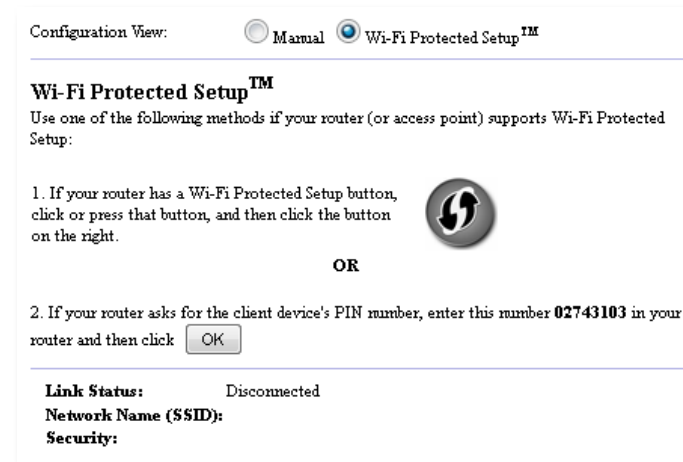 Configuration View: Manual Wi-Fi Protected Setup™
Wi-Fi Protected Setup™
Use one of the following methods if your router (or access point) supports Wi-Fi Protected
Setup:
1. If your router has a Wi-Fi Protected Setup button,
click or press that button, and then click the button
on the right.
OR
2. If your router asks for the client device's PIN number, enter this number 02743103 in your
router and then click OK
Link Status: Disconnected
Network Name (SSID):
Security: